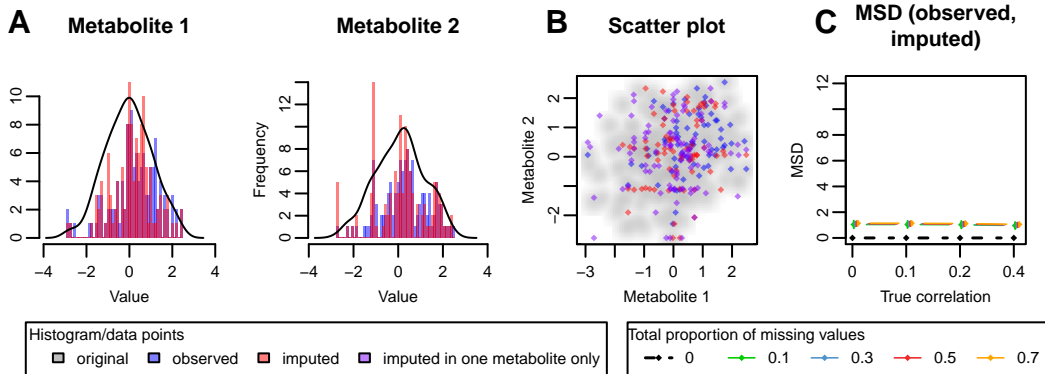 A
Metabolite 1
Metabolite 2
B
Scatter plot
C
MSD (observed,
imputed)
0
2
4
6
8
10
−4
−2
0
2
4
Value
Frequency
0
2
4
6
8
12
−4
−2
0
2
4
Value
Metabolite 2
−2
0
1
2
−3
−1
0
1
2
Metabolite 1
MSD
0
2
4
6
8
12
0
0.1
0.2
0.4
True correlation
Histogram/data points
original
observed
imputed
imputed in one metabolite only
Total proportion of missing values
0
0.1
0.3
0.5
0.7